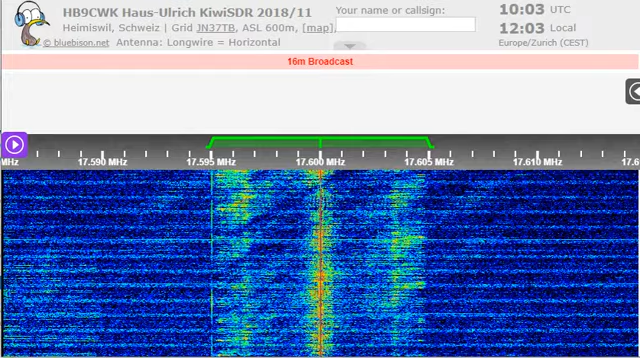 HB9CWK Haus-Ulrich KiwiSDR 2018/11
Heimiswil, Schweiz | Grid JN37TB, ASL 600m, [map]
© bluebison.net Antenna: Longwire = Horizontal
Your name or callsign:
10:03 UTC
12:03 Local
Europe/Zurich (CEST)
16m Broadcast
MHz 17.590 MHz 17.595 MHz 17.600 MHz 17.605 MHz 17.610 MHz 17.6